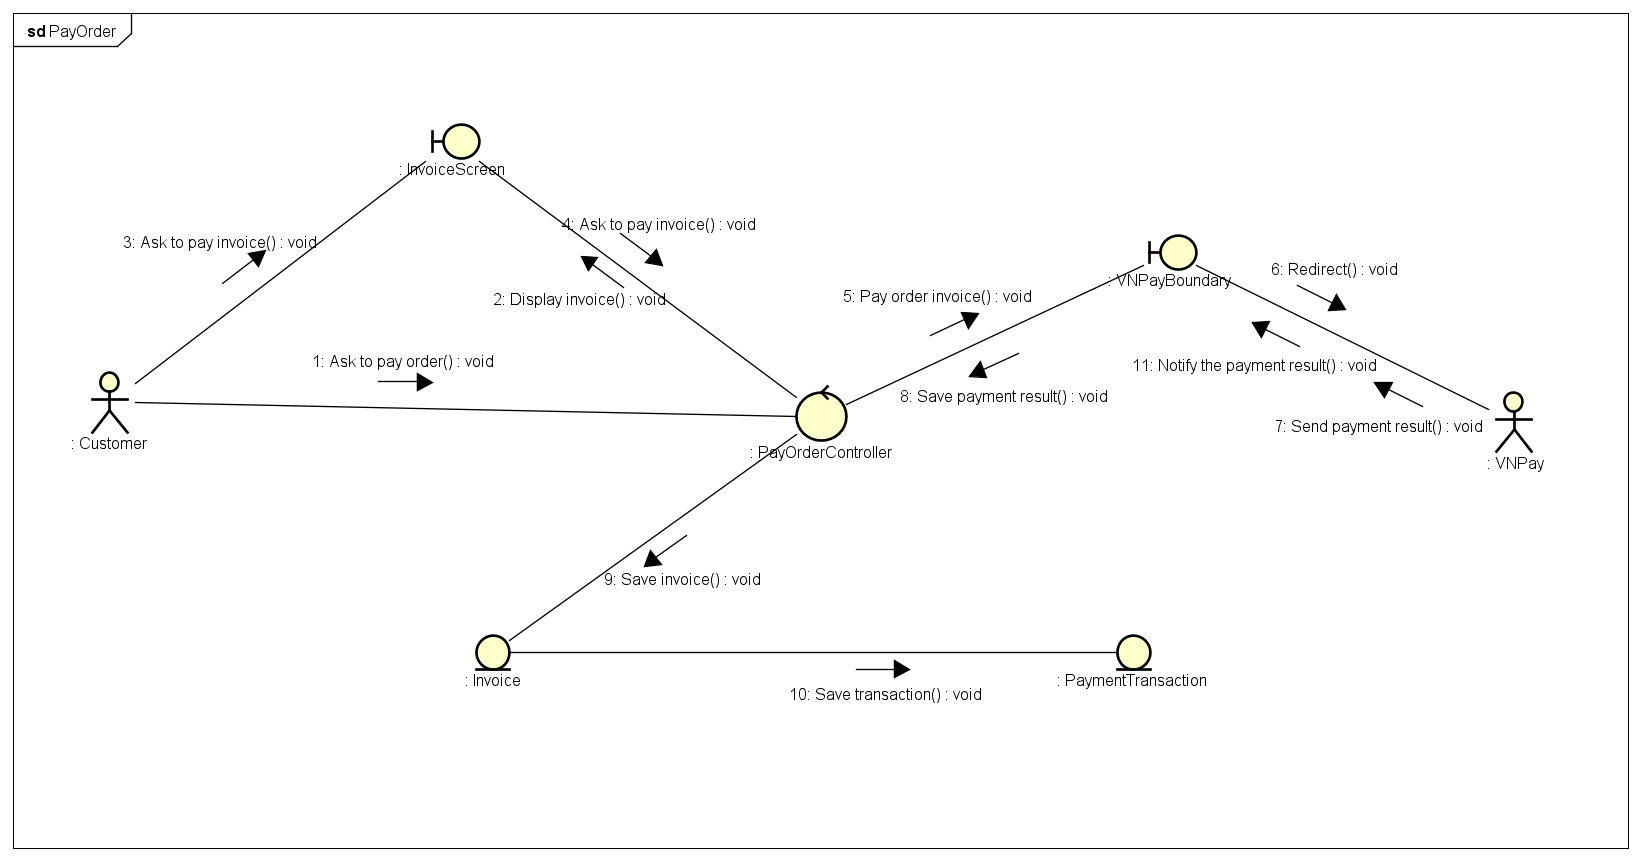 sd PayOrder
: InvoiceScreen
4: Ask to pay invoice() : void
3: Ask to pay invoice() : void
6: Redirect() : void
: VNPayBoundary
2: Display invoice() : void
5: Pay order invoice() : void
1: Ask to pay order() : void
11: Notify the payment result() : void
8: Save payment result() : void
7: Send payment result() : void
: Customer
: PayOrderController
: VNPay
9: Save invoice() : void
: Invoice
: PaymentTransaction
10: Save transaction() : void